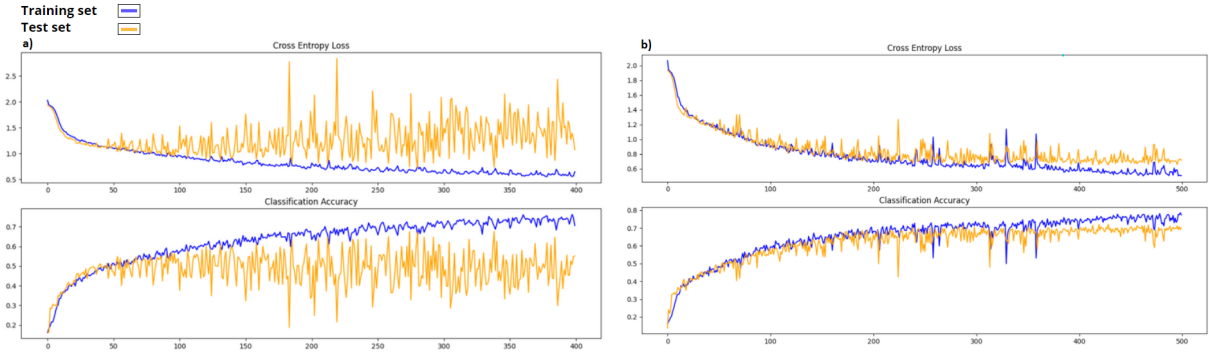 Training set
Test set
a)
Cross Entropy Loss
2.5
2.0
1.5
1.0
0.5
0 50 100 150 200 250 300 350 400
Classification Accuracy
0.7
0.6
0.5
0.4
0.3
0.2
0 50 100 150 200 250 300 350 400
b)
Cross Entropy Loss
2.0
1.8
1.6
1.4
1.2
1.0
0.8
0.6
0 100 200 300 400 500
Classification Accuracy
0.8
0.7
0.6
0.5
0.4
0.3
0.2
0 100 200 300 400 500